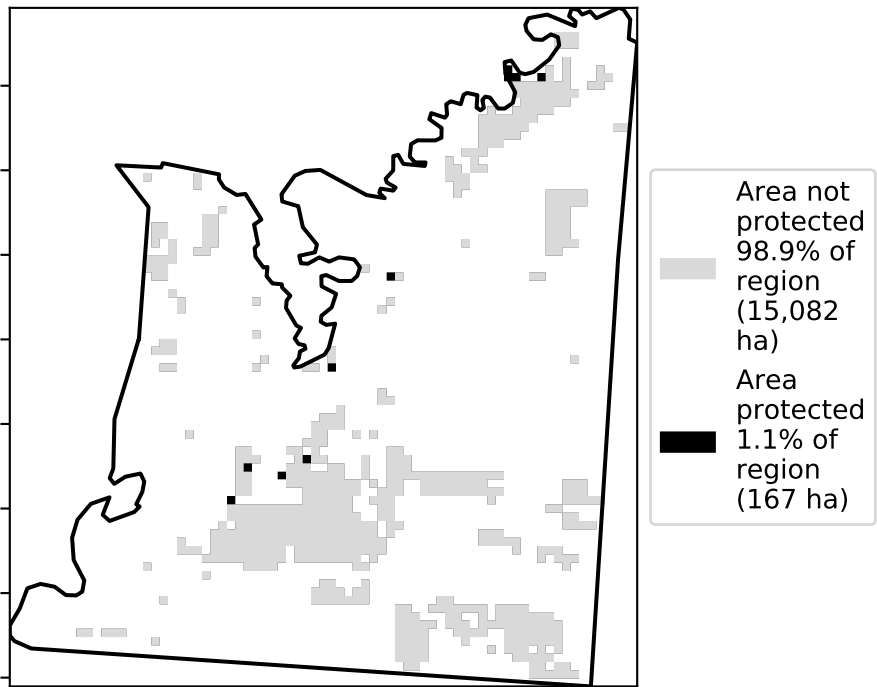 Area not
protected
98.9% of
region
(15,082
ha)
Area
protected
1.1% of
region
(167 ha)